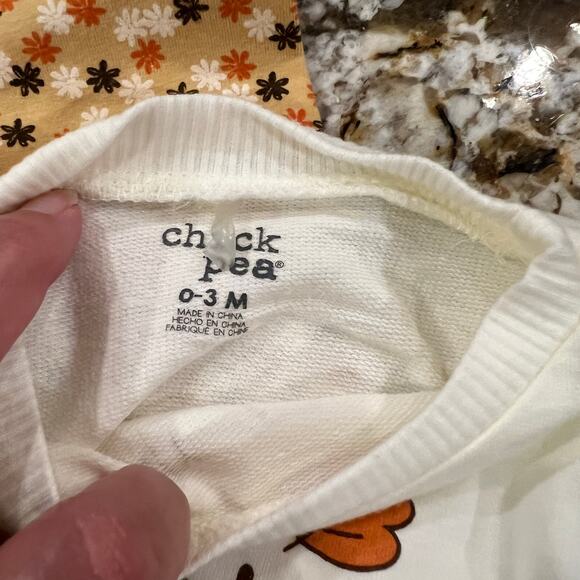 chick
pea®
0-3 M
MADE IN CHINA
HECHO EN CHINA
FABRIQUÉ EN CHINE